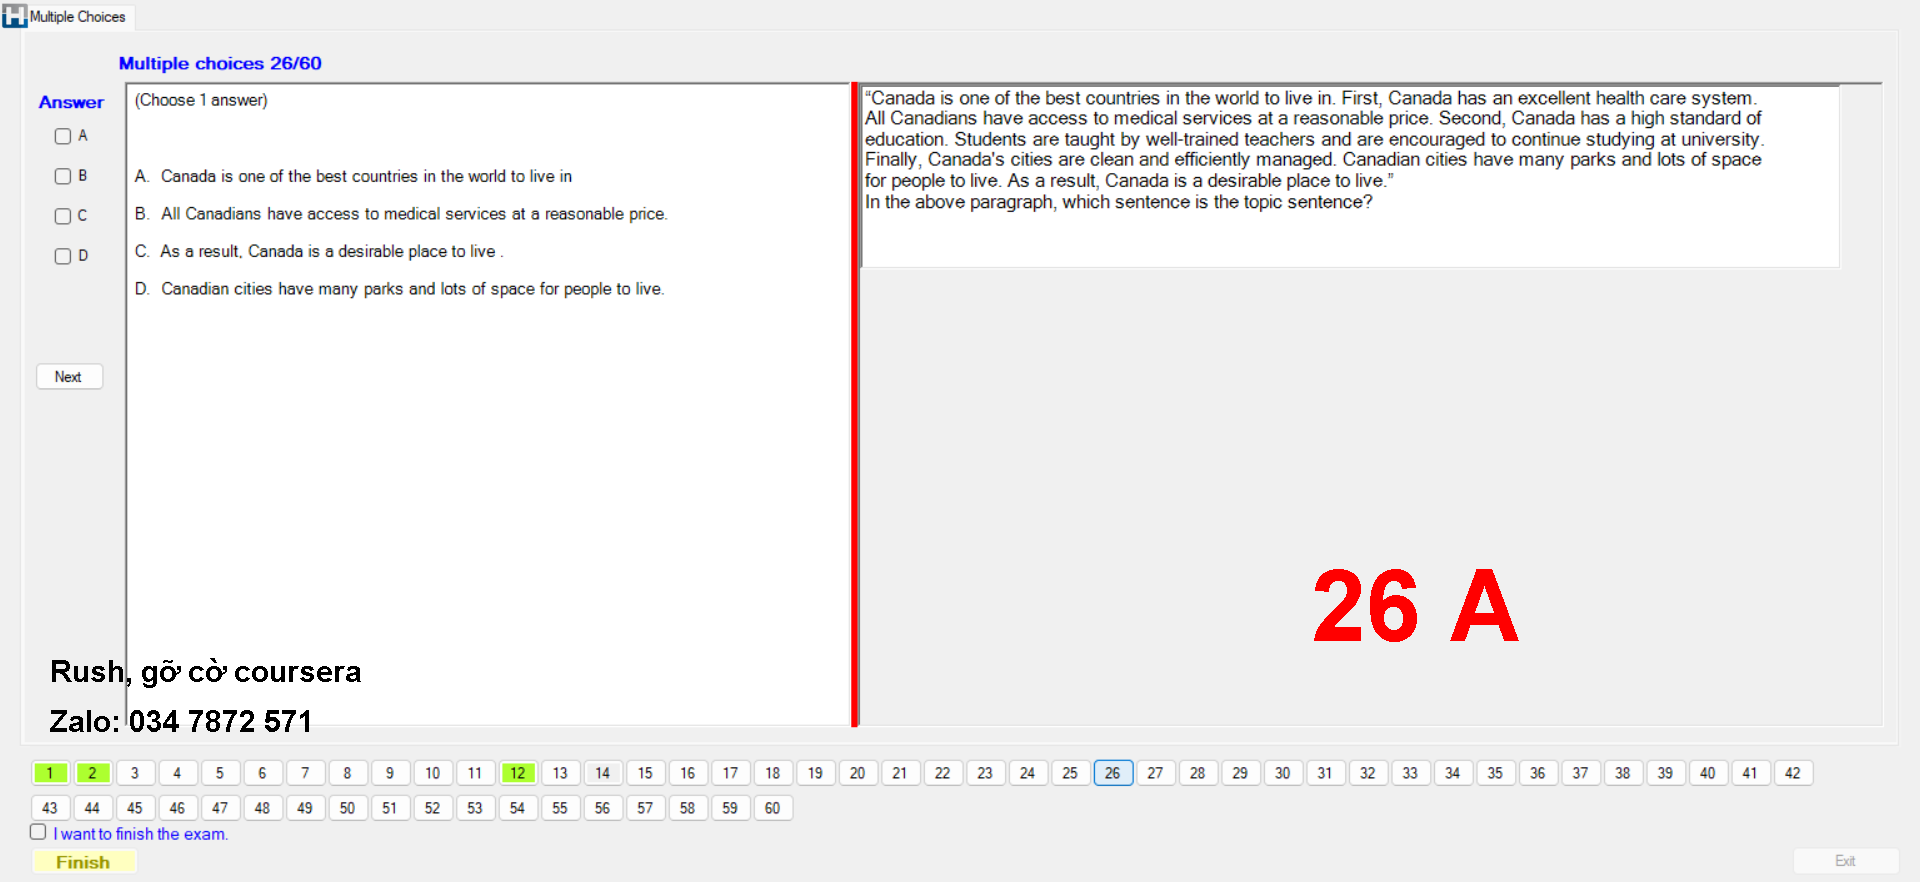 Multiple Choices
Multiple choices 26/60
Answer
A
B
C
D
Next
(Choose 1 answer)
A. Canada is one of the best countries in the world to live in
B. All Canadians have access to medical services at a reasonable price.
C. As a result, Canada is a desirable place to live .
D. Canadian cities have many parks and lots of space for people to live.
“Canada is one of the best countries in the world to live in. First, Canada has an excellent health care system.
All Canadians have access to medical services at a reasonable price. Second, Canada has a high standard of
education. Students are taught by well-trained teachers and are encouraged to continue studying at university.
Finally, Canada's cities are clean and efficiently managed. Canadian cities have many parks and lots of space
for people to live. As a result, Canada is a desirable place to live.”
In the above paragraph, which sentence is the topic sentence?
26 A
Rush, gỡ cờ coursera
Zalo: 034 7872 571
1 2 3 4 5 6 7 8 9 10 11 12 13 14 15 16 17 18 19 20 21 22 23 24 25 26 27 28 29 30 31 32 33 34 35 36 37 38 39 40 41 42
43 44 45 46 47 48 49 50 51 52 53 54 55 56 57 58 59 60
I want to finish the exam.
Finish
Exit